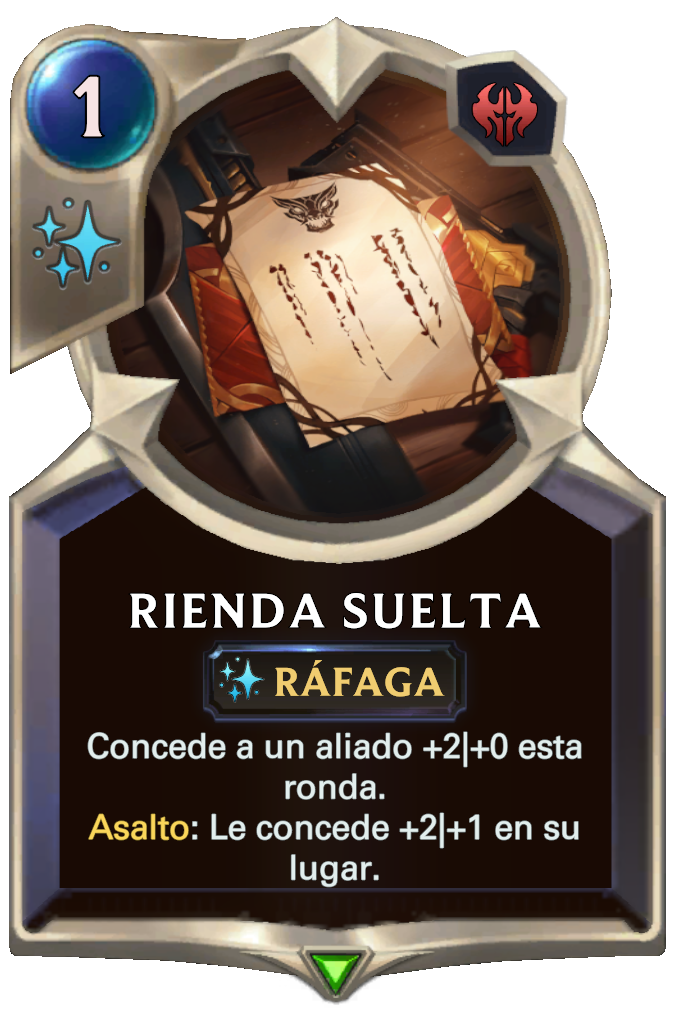 1
RIENDA SUELTA
RÁFAGA
Concede a un aliado +2|+0 esta
ronda.
Asalto: Le concede +2|+1 en su
lugar.